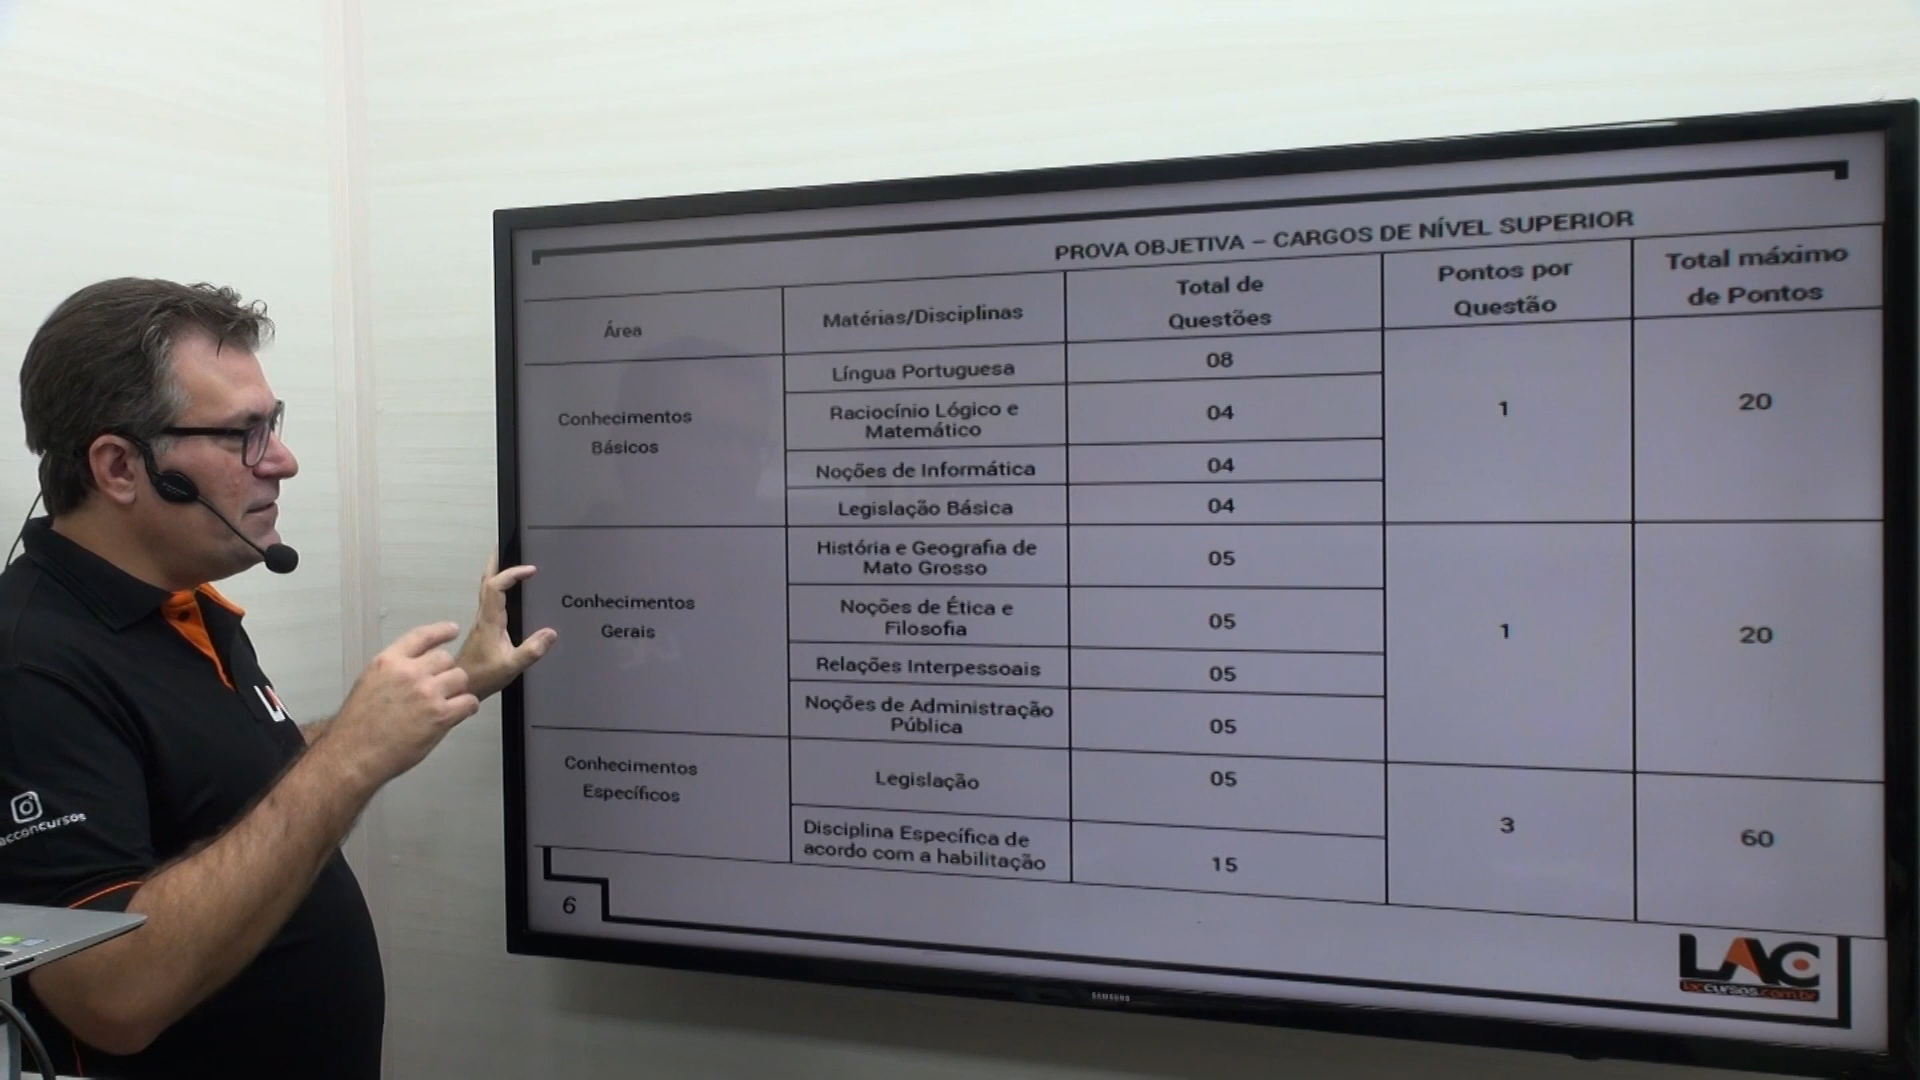 PROVA OBJETIVA – CARGOS DE NÍVEL SUPERIOR
Área
Matérias/Disciplinas
Total de
Questões
Pontos por
Questão
Total máximo
de Pontos
Conhecimentos
Básicos
Língua Portuguesa
08
Raciocínio Lógico e
Matemático
04
Noções de Informática
04
Legislação Básica
04
1
20
Conhecimentos
Gerais
História e Geografia de
Mato Grosso
05
Noções de Ética e
Filosofia
05
Relações Interpessoais
05
Noções de Administração
Pública
05
1
20
Conhecimentos
Específicos
Legislação
05
Disciplina Específica de
acordo com a habilitação
15
3
60
6
LAC
laccursos.com.br
SAMSUNG